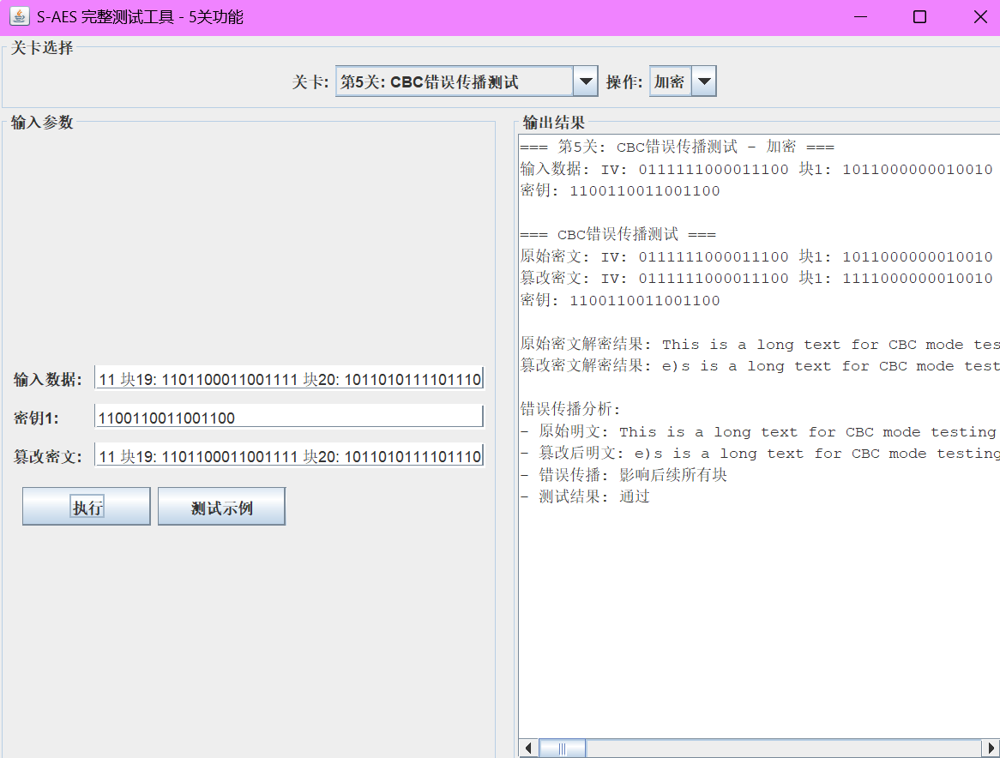 S-AES 完整测试工具 - 5关功能
关卡选择
关卡: 第5关: CBC错误传播测试 操作: 加密
输入参数
输入数据: 11 块19: 1101100011001111 块20: 1011010111101110
密钥1: 1100110011001100
篡改密文: 11 块19: 1101100011001111 块20: 1011010111101110
执行 测试示例
输出结果
=== 第5关: CBC错误传播测试 - 加密 ===
输入数据: IV: 0111111000011100 块1: 1011000000010010
密钥: 1100110011001100
=== CBC错误传播测试 ===
原始密文: IV: 0111111000011100 块1: 1011000000010010
篡改密文: IV: 0111111000011100 块1: 1111000000010010
密钥: 1100110011001100
原始密文解密结果: This is a long text for CBC mode tes
篡改密文解密结果: e)s is a long text for CBC mode test
错误传播分析:
- 原始明文: This is a long text for CBC mode testing
- 篡改后明文: e)s is a long text for CBC mode testing
- 错误传播: 影响后续所有块
- 测试结果: 通过